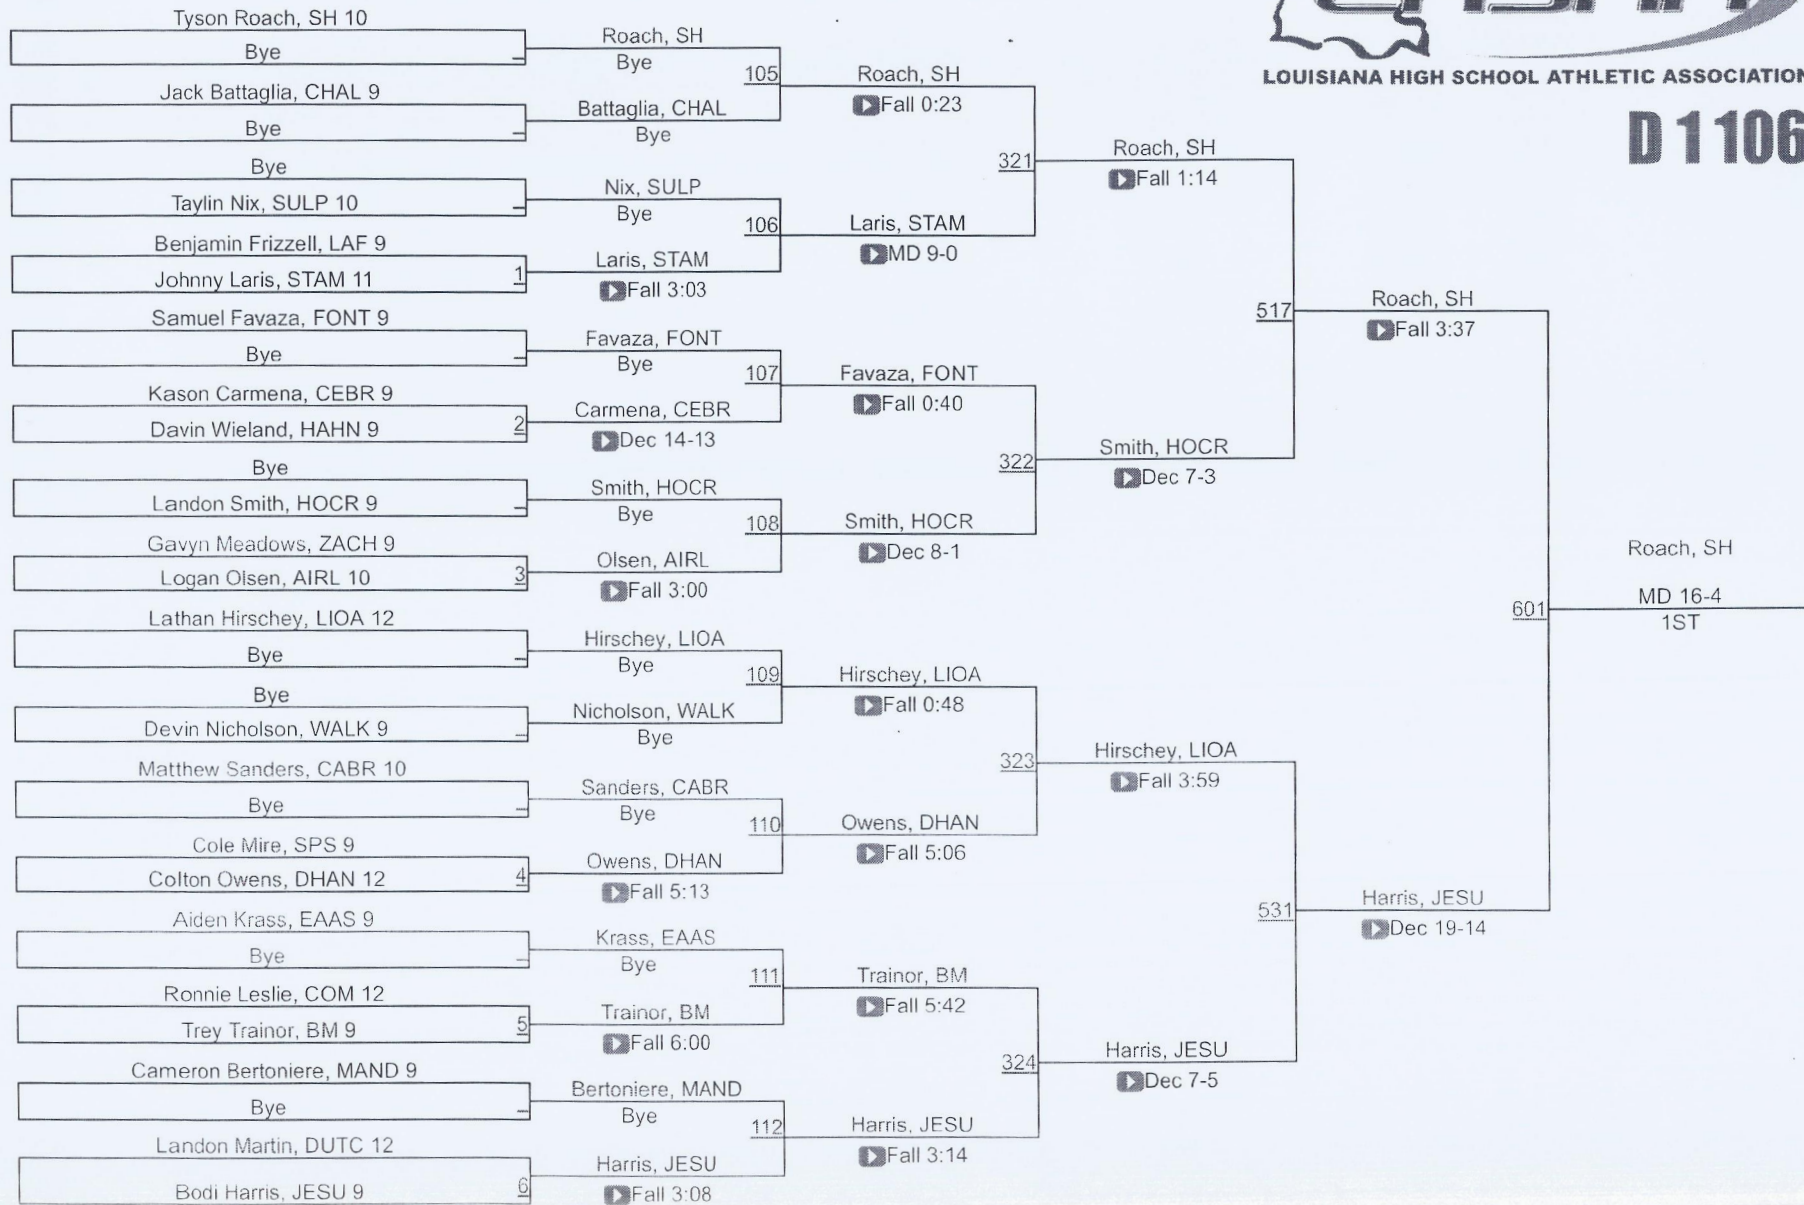 LOUISIANA HIGH SCHOOL ATHLETIC ASSOCIATION
D 1 106
Tyson Roach, SH 10
Bye
Jack Battaglia, CHAL 9
Bye
Bye
Taylin Nix, SULP 10
Benjamin Frizzell, LAF 9
Johnny Laris, STAM 11
1
Samuel Favaza, FONT 9
Bye
Kason Carmena, CEBR 9
Davin Wieland, HAHN 9
2
Bye
Landon Smith, HOCR 9
Gavyn Meadows, ZACH 9
Logan Olsen, AIRL 10
3
Lathan Hirschey, LIOA 12
Bye
Bye
Devin Nicholson, WALK 9
Matthew Sanders, CABR 10
Bye
Cole Mire, SPS 9
Colton Owens, DHAN 12
4
Aiden Krass, EAAS 9
Bye
Ronnie Leslie, COM 12
Trey Trainor, BM 9
5
Cameron Bertoniere, MAND 9
Bye
Landon Martin, DUTC 12
Bodi Harris, JESU 9
6
Roach, SH
Bye
105
Battaglia, CHAL
Bye
Nix, SULP
Bye
106
Laris, STAM
Fall 3:03
Favaza, FONT
Bye
107
Carmena, CEBR
Dec 14-13
Smith, HOCR
Bye
108
Olsen, AIRL
Fall 3:00
Hirschey, LIOA
Bye
109
Nicholson, WALK
Bye
Sanders, CABR
Bye
110
Owens, DHAN
Fall 5:13
Krass, EAAS
Bye
111
Trainor, BM
Fall 6:00
Bertoniere, MAND
Bye
112
Harris, JESU
Fall 3:08
Roach, SH
Fall 0:23
321
Laris, STAM
MD 9-0
Favaza, FONT
Fall 0:40
322
Smith, HOCR
Dec 8-1
Hirschey, LIOA
Fall 0:48
323
Owens, DHAN
Fall 5:06
Trainor, BM
Fall 5:42
324
Harris, JESU
Fall 3:14
Roach, SH
Fall 1:14
517
Smith, HOCR
Dec 7-3
Hirschey, LIOA
Fall 3:59
531
Harris, JESU
Dec 7-5
Roach, SH
Fall 3:37
601
Harris, JESU
Dec 19-14
Roach, SH
MD 16-4
1ST